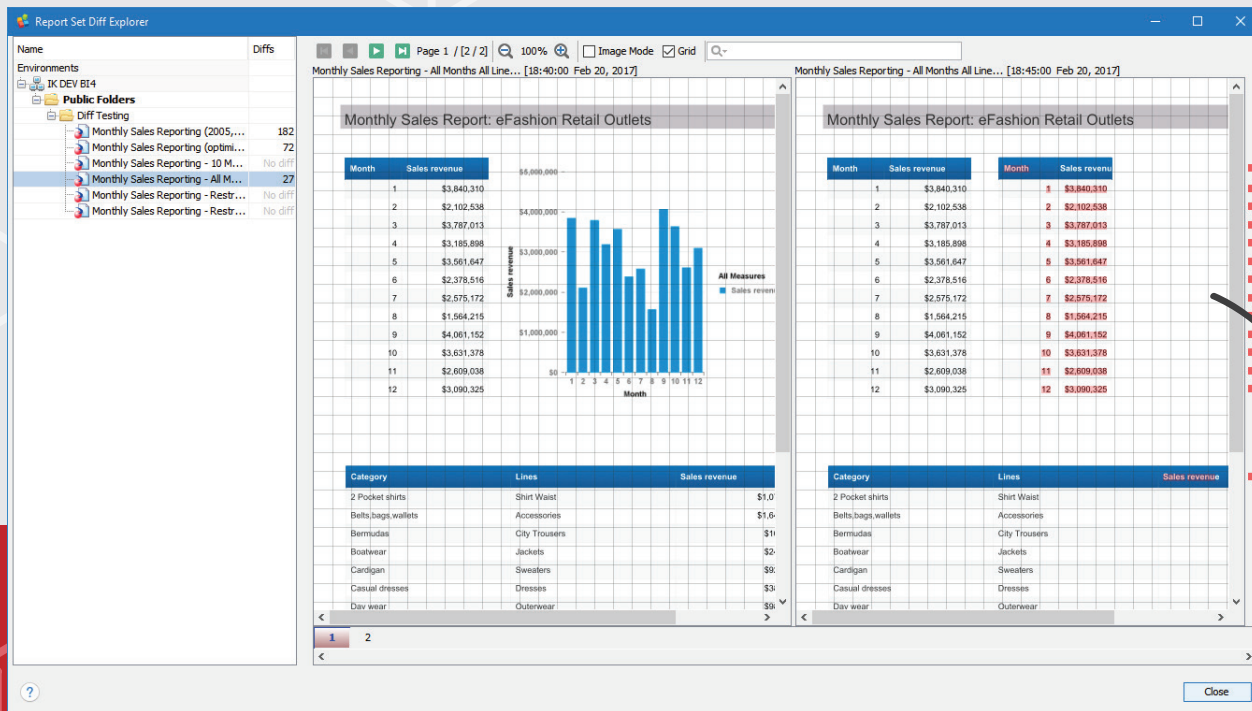 Report Set Diff Explorer
Name Diffs
Environments
IK DEV BI4
Public Folders
Diff Testing
Monthly Sales Reporting (2005,... 182
Monthly Sales Reporting (optimi... 72
Monthly Sales Reporting - 10 M... No diff
Monthly Sales Reporting - All M... 27
Monthly Sales Reporting - Restr... No diff
Monthly Sales Reporting - Restr... No diff
Page 1 / [2 / 2] 100% Image Mode Grid
Monthly Sales Reporting - All Months All Line... [18:40:00 Feb 20, 2017]
Monthly Sales Report: eFashion Retail Outlets
Month Sales revenue
1 $3,840,310
2 $2,102,538
3 $3,787,013
4 $3,185,898
5 $3,561,647
6 $2,378,516
7 $2,575,172
8 $1,564,215
9 $4,061,152
10 $3,631,378
11 $2,609,038
12 $3,090,325
$5,000,000
$4,000,000
$3,000,000
$2,000,000
$1,000,000
$0
Sales revenue
1 2 3 4 5 6 7 8 9 10 11 12
Month
All Measures
Sales reven
Category Lines Sales revenue
2 Pocket shirts Shirt Waist $1,0
Belts,bags,wallets Accessories $1,6
Bermudas City Trousers $1
Boatwear Jackets $2
Cardigan Sweaters $9
Casual dresses Dresses $3
Day wear Outerwear $9
Monthly Sales Reporting - All Months All Line... [18:45:00 Feb 20, 2017]
Monthly Sales Report: eFashion Retail Outlets
Month Sales revenue Month Sales revenu
1 $3,840,310 1 $3,840,310
2 $2,102,538 2 $2,102,538
3 $3,787,013 3 $3,787,013
4 $3,185,898 4 $3,185,898
5 $3,561,647 5 $3,561,647
6 $2,378,516 6 $2,378,516
7 $2,575,172 7 $2,575,172
8 $1,564,215 8 $1,564,215
9 $4,061,152 9 $4,061,152
10 $3,631,378 10 $3,631,378
11 $2,609,038 11 $2,609,038
12 $3,090,325 12 $3,090,325
Category Lines Sales revenue
2 Pocket shirts Shirt Waist
Belts,bags,wallets Accessories
Bermudas City Trousers
Boatwear Jackets
Cardigan Sweaters
Casual dresses Dresses
Day wear Outerwear
1 2
? Close